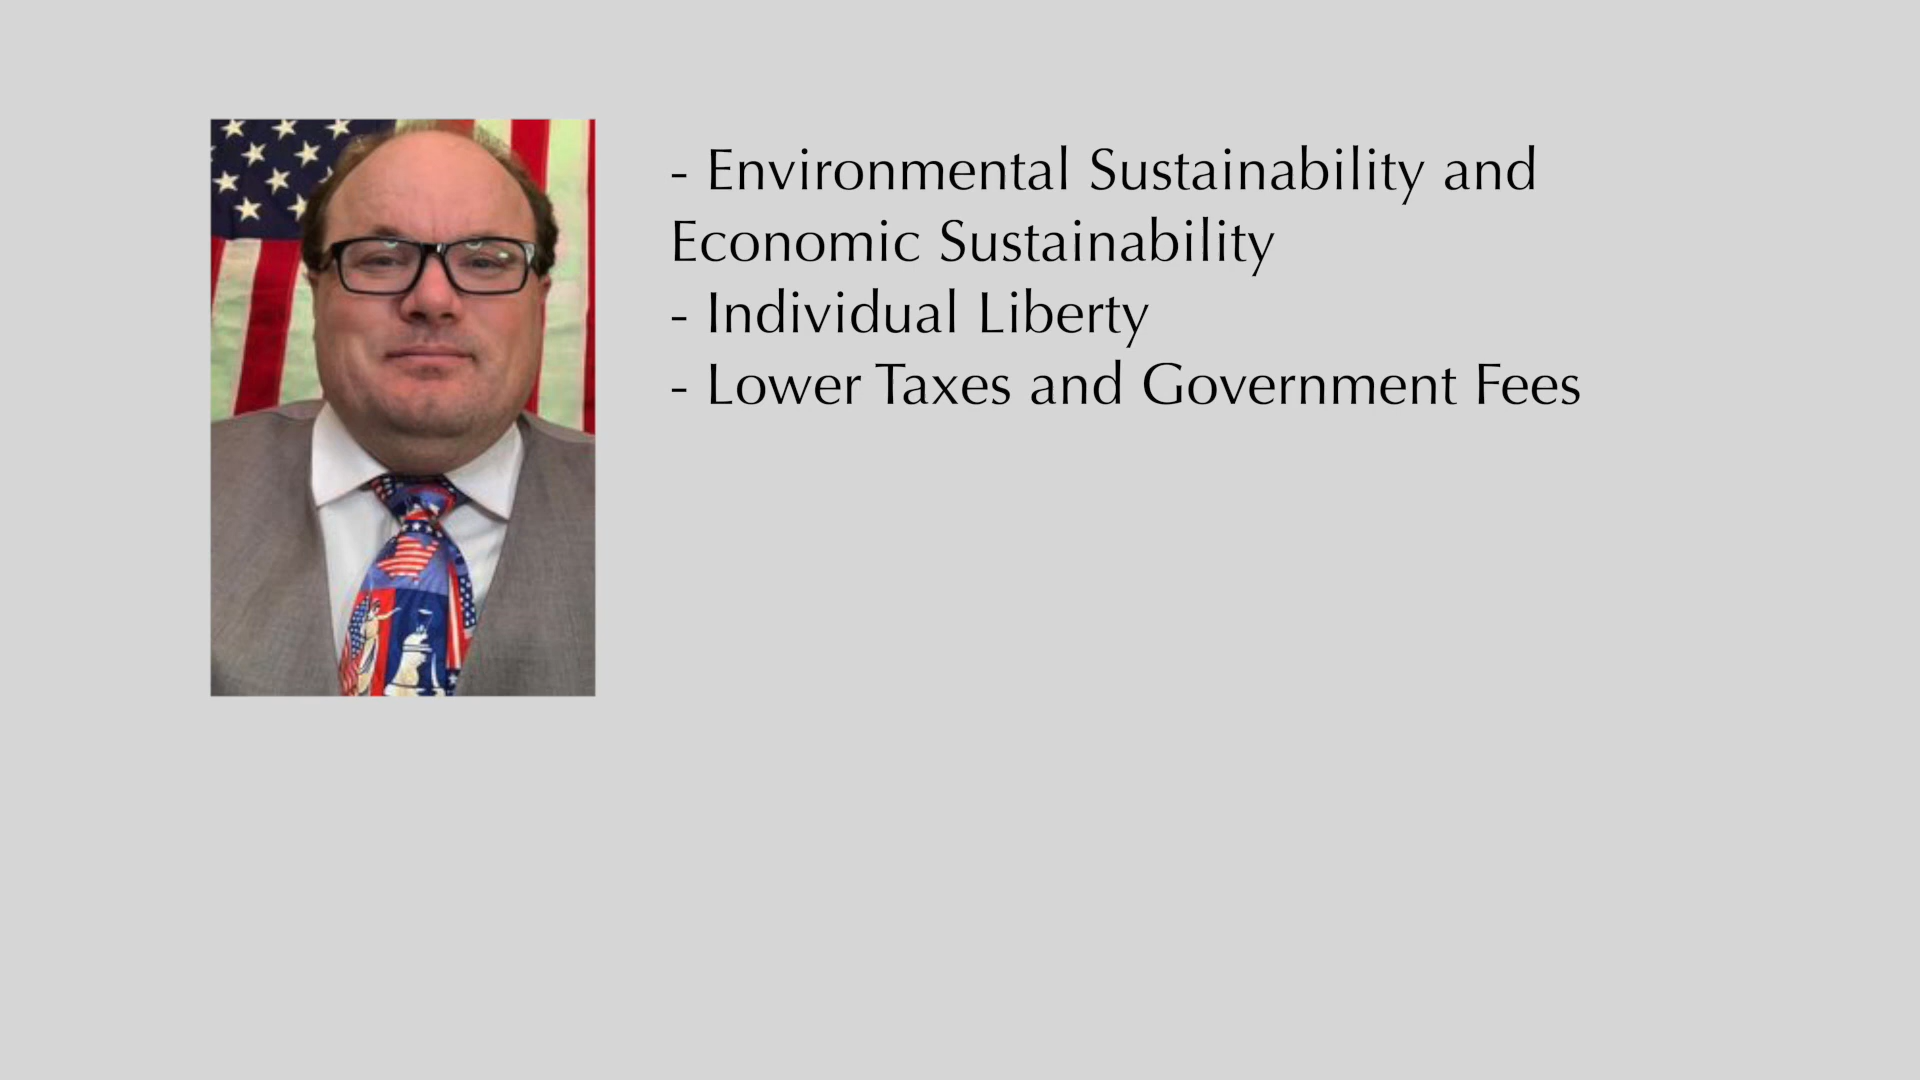 - Environmental Sustainability and
Economic Sustainability
- Individual Liberty
- Lower Taxes and Government Fees